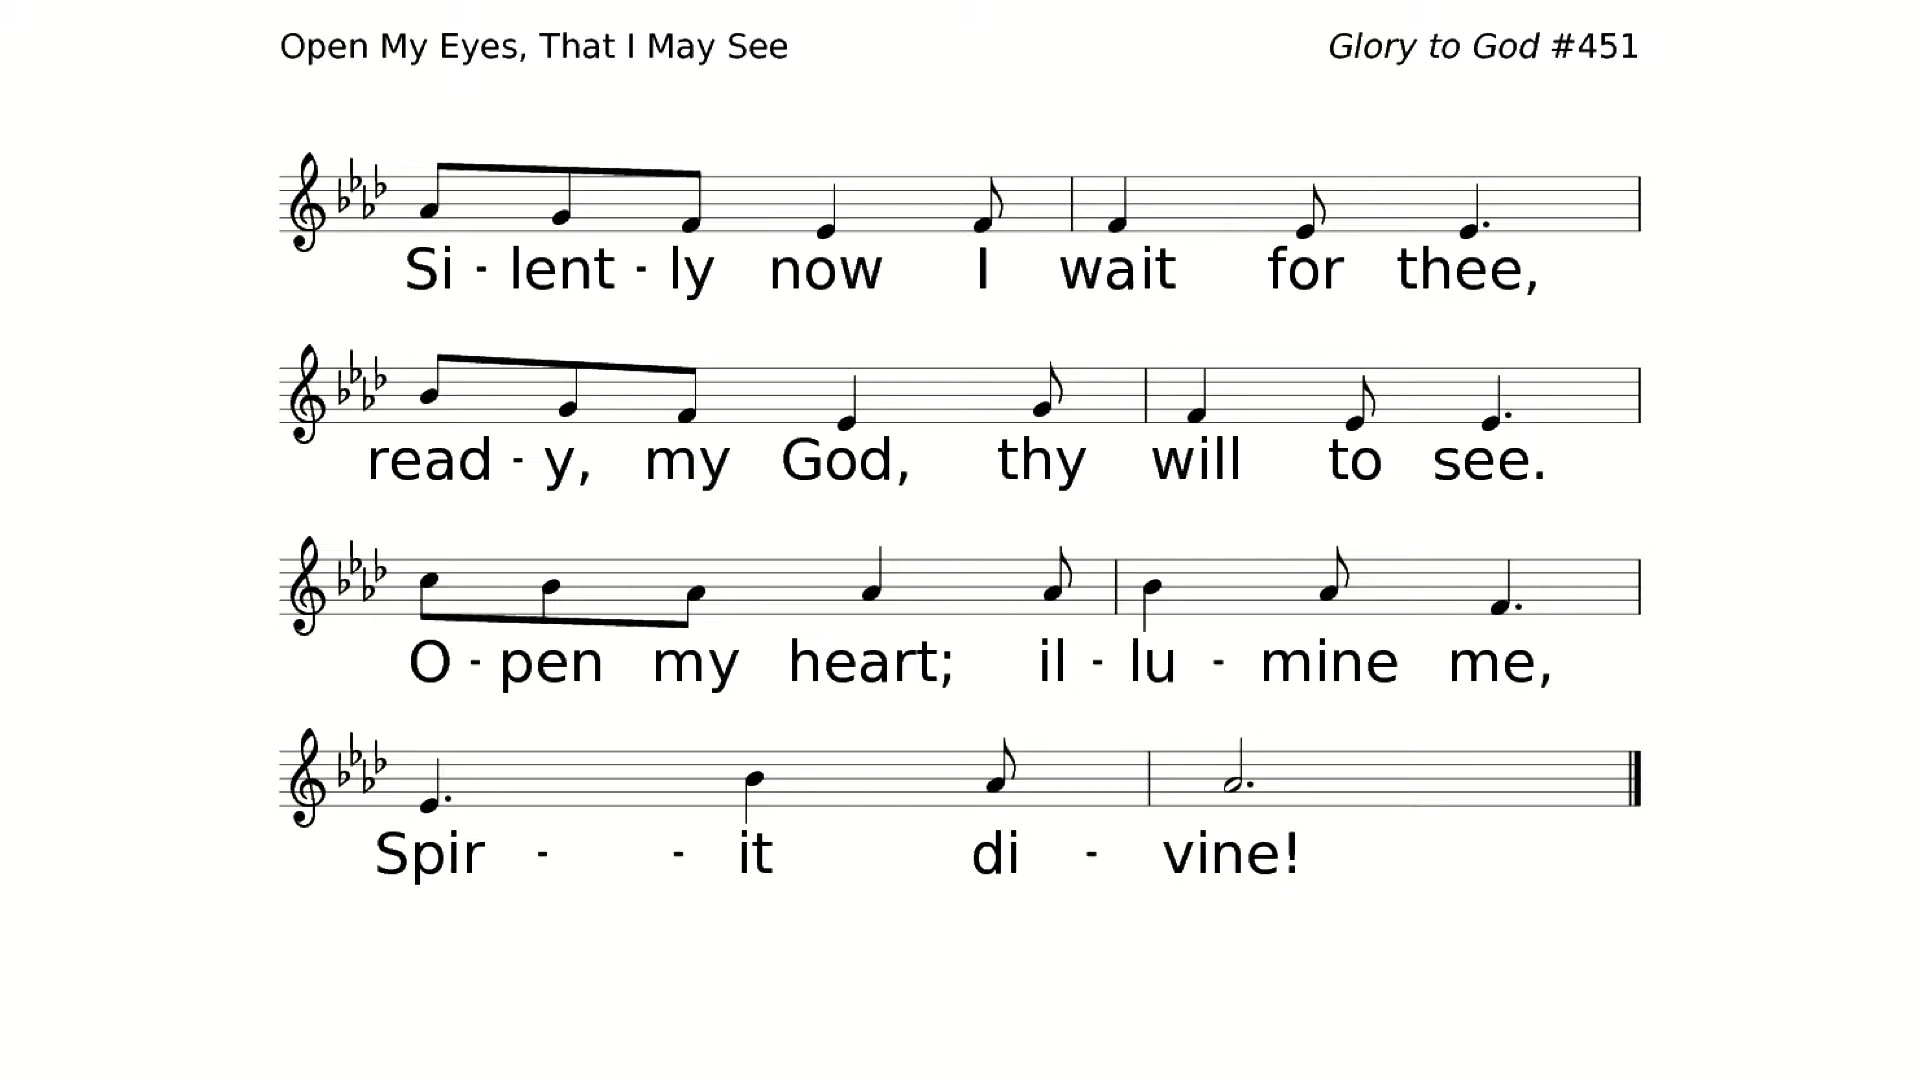 Open My Eyes, That I May See
Glory to God #451
Si - lent - ly now I wait for thee,
read - y, my God, thy will to see.
O - pen my heart; il - lu - mine me,
Spir - - it di - vine!